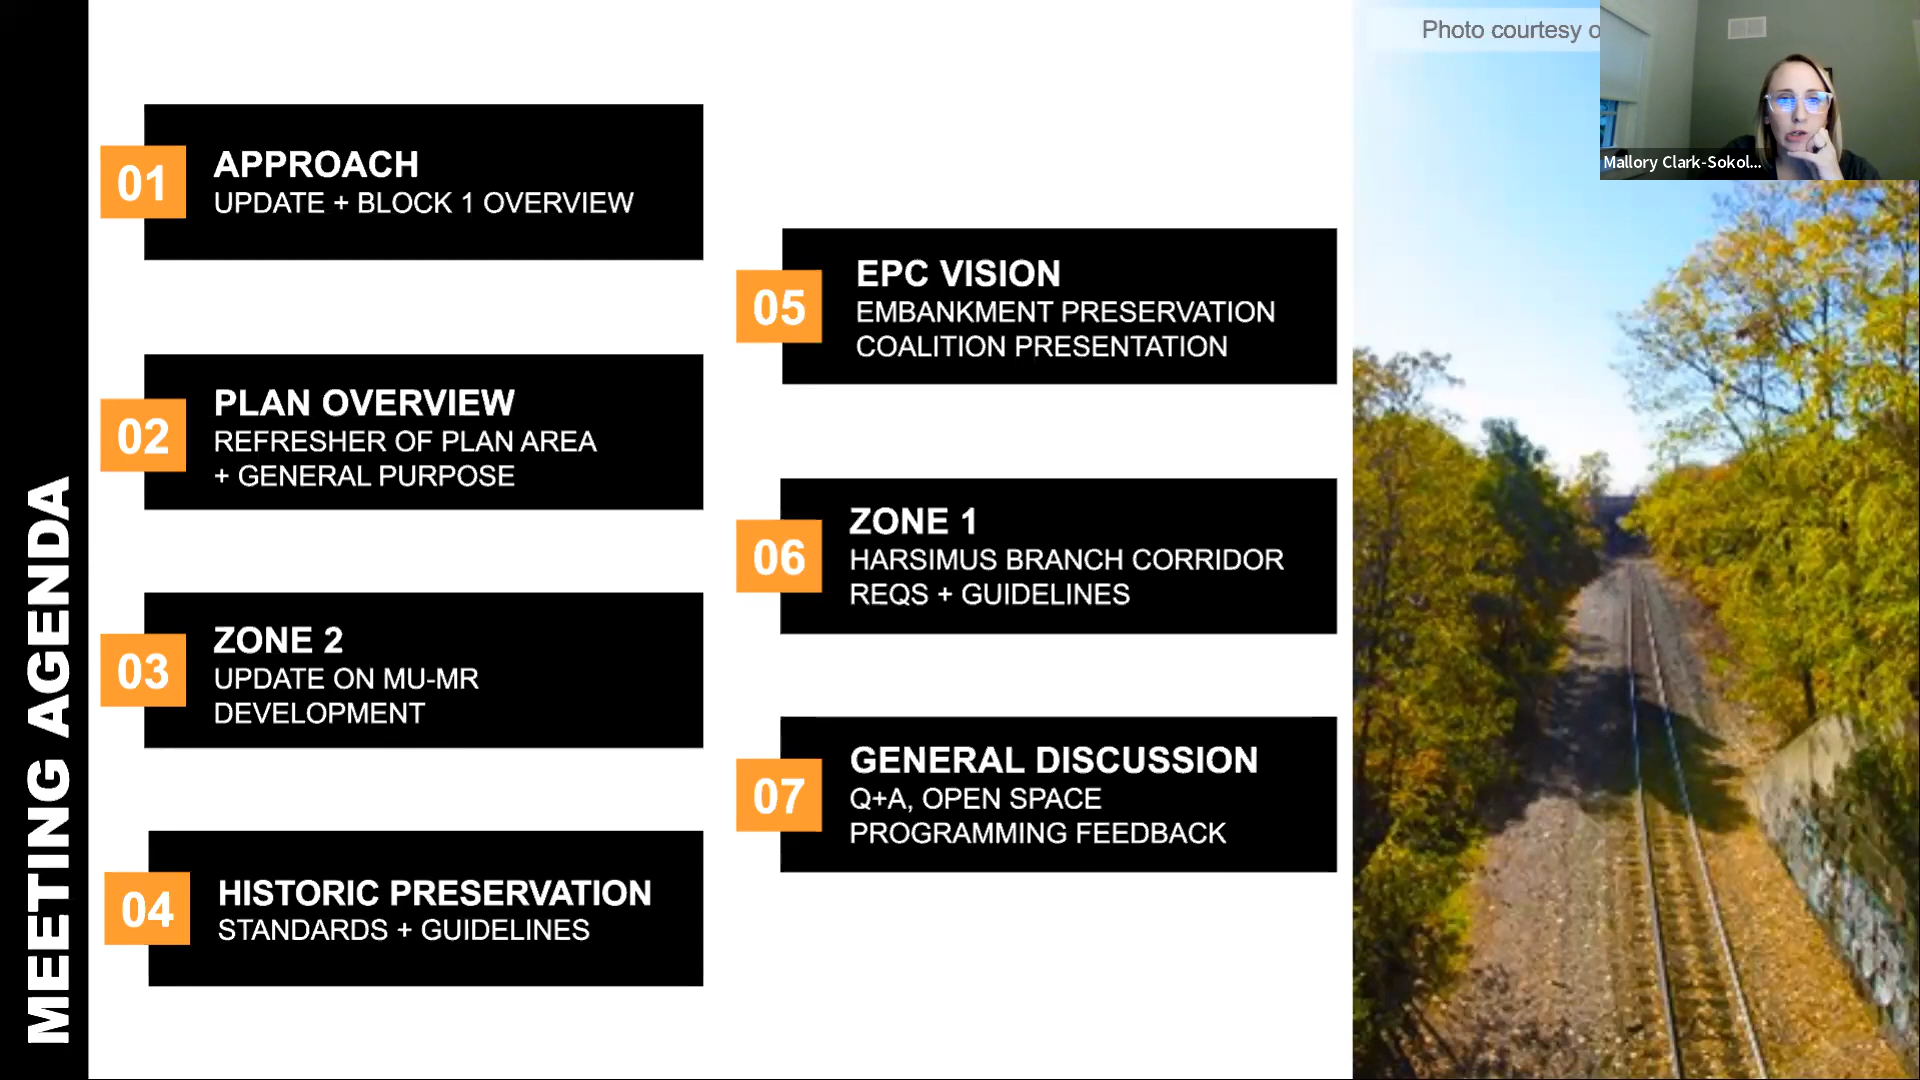 MEETING AGENDA
01
APPROACH
UPDATE + BLOCK 1 OVERVIEW
02
PLAN OVERVIEW
REFRESHER OF PLAN AREA
+ GENERAL PURPOSE
03
ZONE 2
UPDATE ON MU-MR
DEVELOPMENT
04
HISTORIC PRESERVATION
STANDARDS + GUIDELINES
05
EPC VISION
EMBANKMENT PRESERVATION
COALITION PRESENTATION
06
ZONE 1
HARSIMUS BRANCH CORRIDOR
REQS + GUIDELINES
07
GENERAL DISCUSSION
Q+A, OPEN SPACE
PROGRAMMING FEEDBACK
Photo courtesy o
Mallory Clark-Sokol...